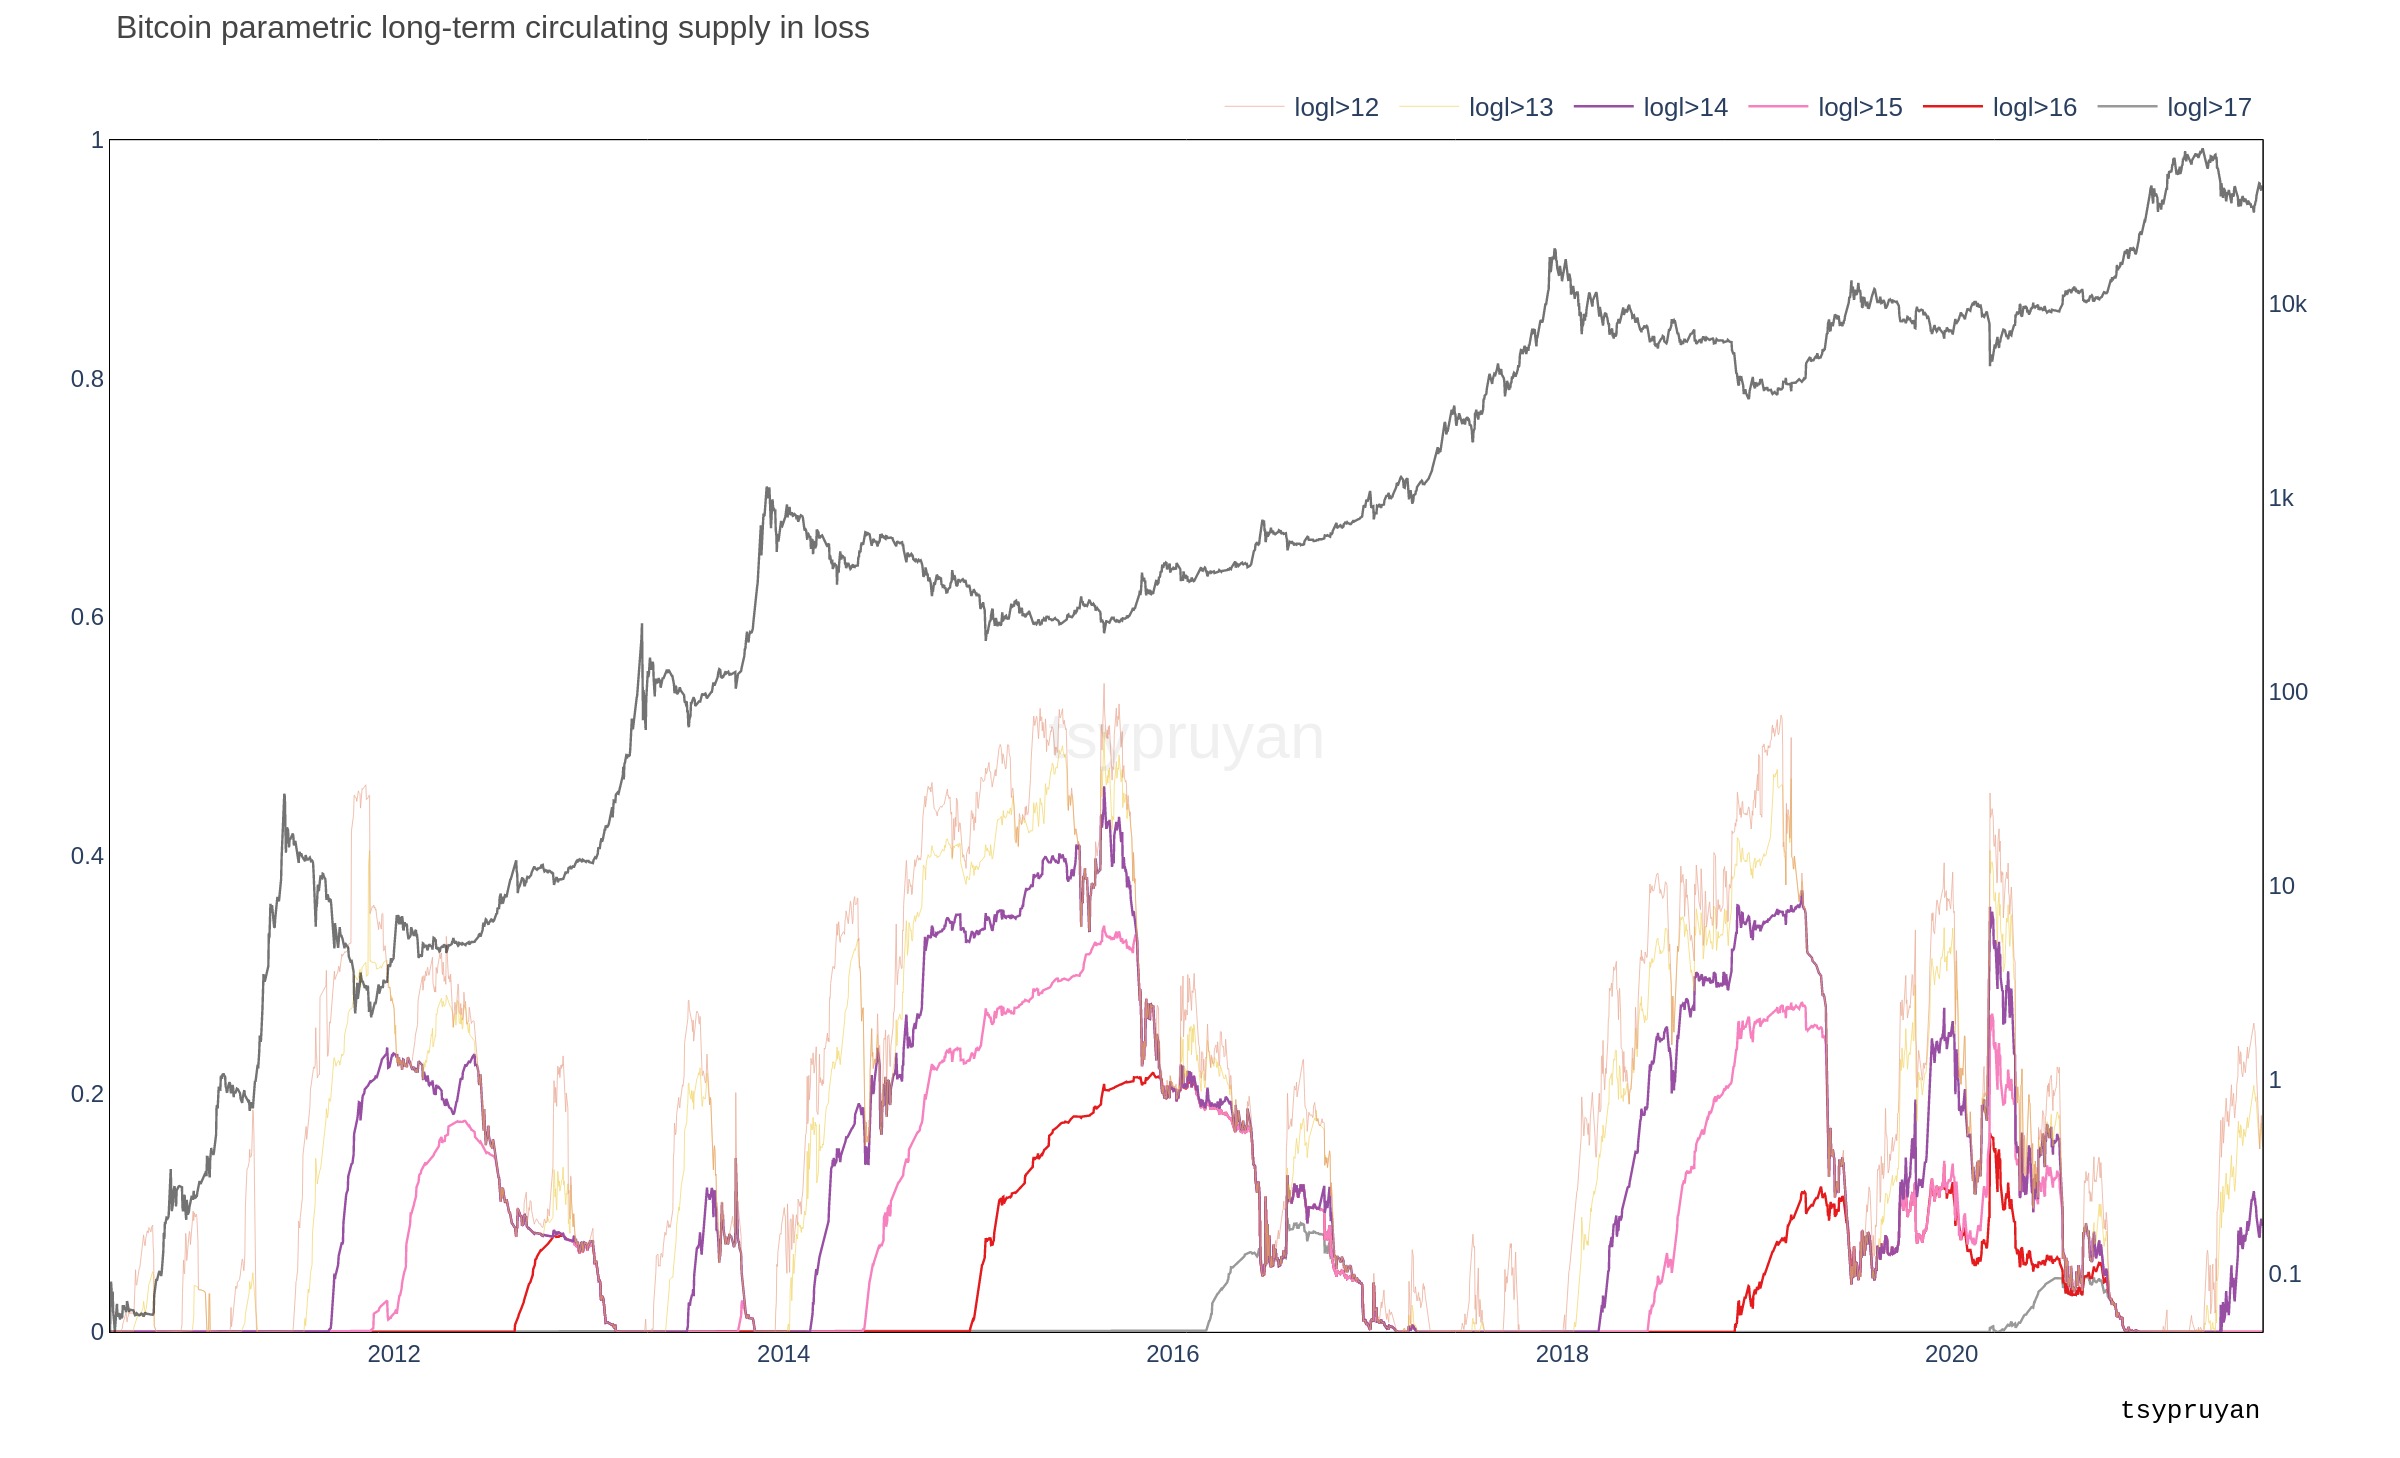 Bitcoin parametric long-term circulating supply in loss
logl>12 logl>13 logl>14 logl>15 logl>16 logl>17
1
0.8
0.6
0.4
0.2
0
10k
1k
100
10
1
0.1
tsypruyan
2012 2014 2016 2018 2020
tsypruyan